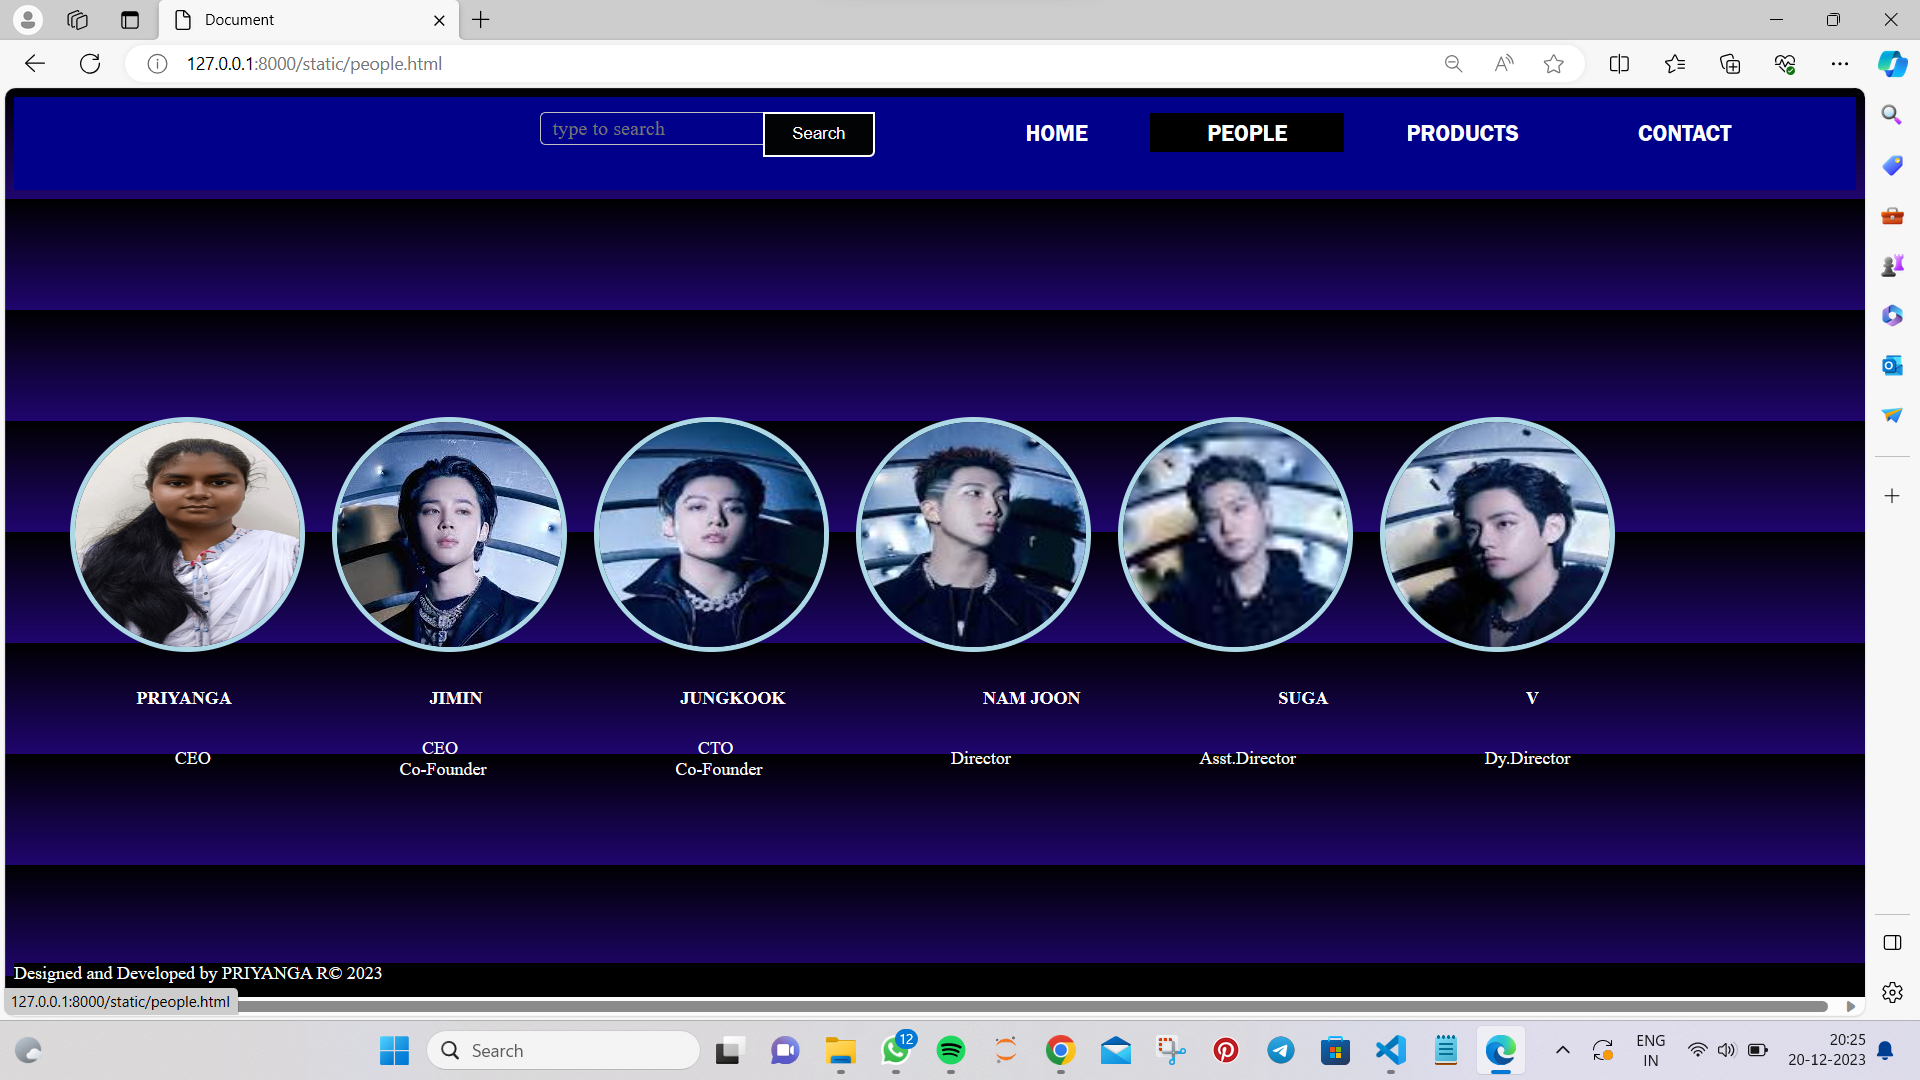 Document
127.0.0.1:8000/static/people.html
type to search
Search
HOME
PEOPLE
PRODUCTS
CONTACT
PRIYANGA
JIMIN
JUNGKOOK
NAM JOON
SUGA
V
CEO
CEO
Co-Founder
CTO
Co-Founder
Director
Asst.Director
Dy.Director
Designed and Developed by PRIYANGA R© 2023
127.0.0.1:8000/static/people.html
Search
12
ENG
IN
20:25
20-12-2023